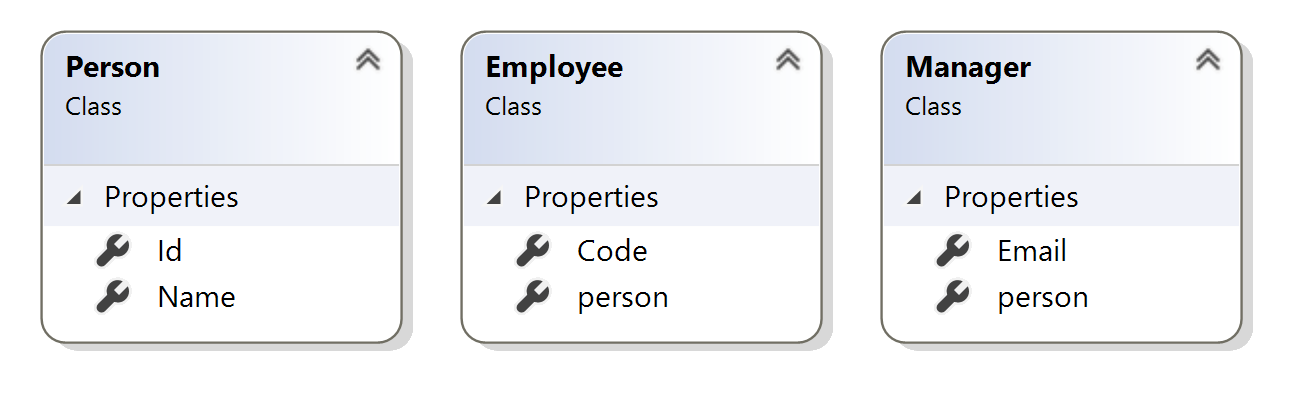 Person
Class
Properties
Id
Name
Employee
Class
Properties
Code
person
Manager
Class
Properties
Email
person